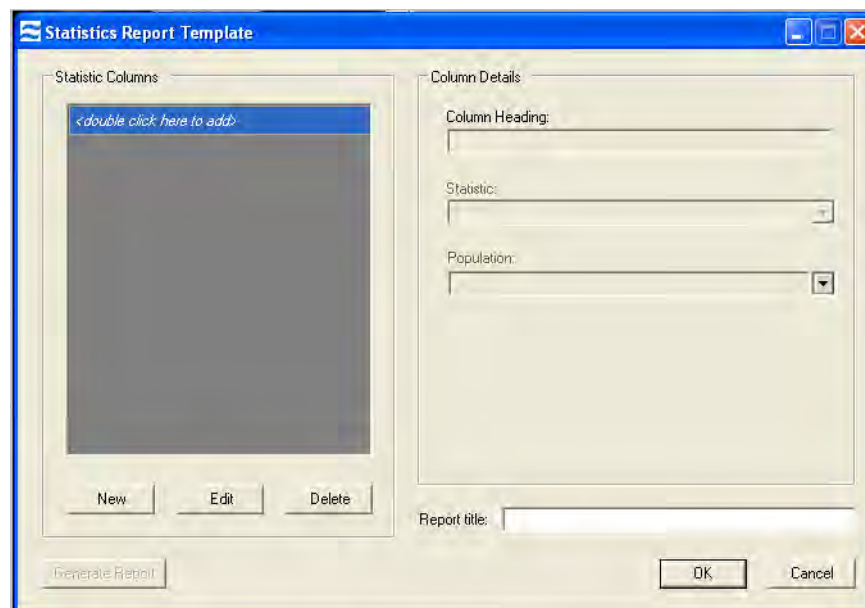 Statistics Report Template
Statistic Columns
<double click here to add>
New
Edit
Delete
Generate Report
Column Details
Column Heading:
Statistic:
Population:
Report title:
OK
Cancel